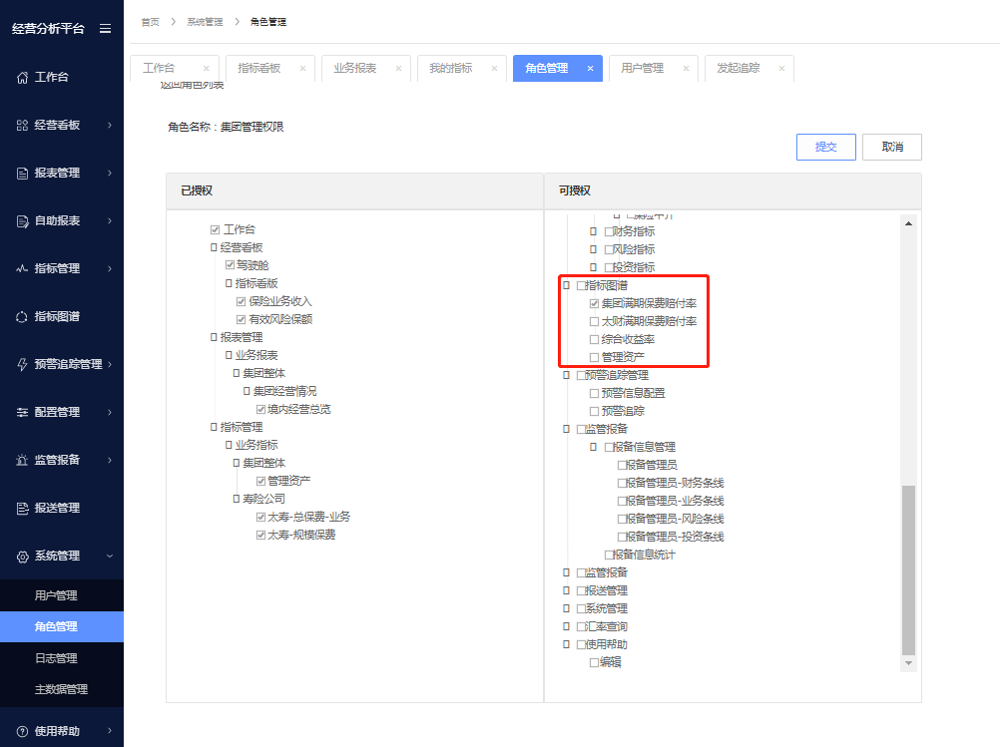 经营分析平台
工作台
经营看板
报表管理
自助报表
指标管理
指标图谱
预警追踪管理
配置管理
监管报备
报送管理
系统管理
用户管理
角色管理
日志管理
主数据管理
使用帮助
首页 > 系统管理 > 角色管理
工作台 × 指标看板 × 业务报表 × 我的指标 × 角色管理 × 用户管理 × 发起追踪 ×
返回角色列表
角色名称：集团管理权限
提交 取消
已授权
工作台
经营看板
驾驶舱
指标看版
保险业务收入
有效风险保额
报表管理
业务报表
集团整体
集团经营情况
境内经营总览
指标管理
业务指标
集团整体
管理资产
寿险公司
太寿-总保费-业务
太寿-规模保费
可授权
财务指标
风险指标
投资指标
指标图谱
集团满期保费赔付率
太财满期保费赔付率
综合收益率
管理资产
预警追踪管理
预警信息配置
预警追踪
监管报备
报备信息管理
报备管理员
报备管理员-财务条线
报备管理员-业务条线
报备管理员-风险条线
报备管理员-投资条线
报备信息统计
监管报备
报送管理
系统管理
汇率查询
使用帮助
编辑